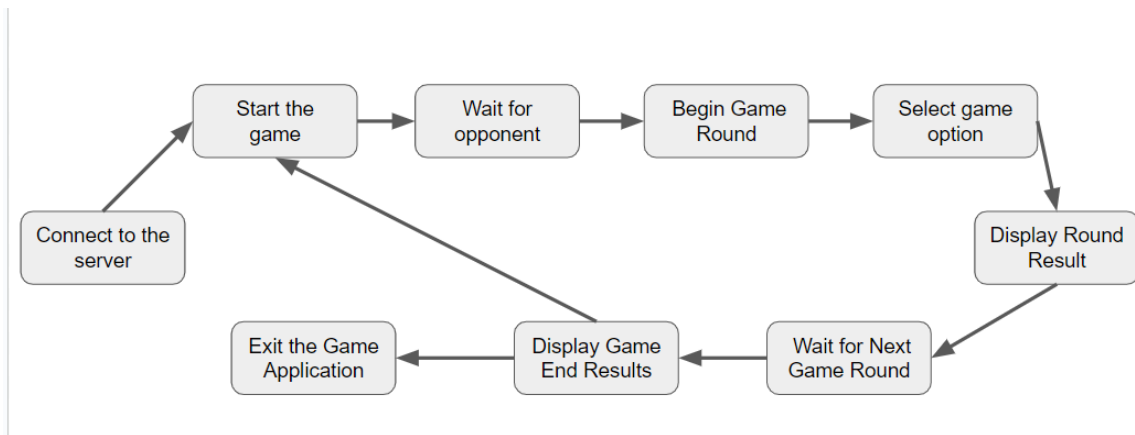 Start the
game
Wait for
opponent
Begin Game
Round
Select game
option
Connect to the
server
Display Round
Result
Exit the Game
Application
Display Game
End Results
Wait for Next
Game Round